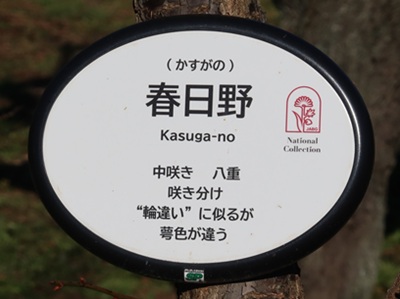 (かすがの)
春日野
Kasuga-no
JABG
National
Collection
中咲き 八重
咲き分け
“輪違い”に似るが
萼色が違う